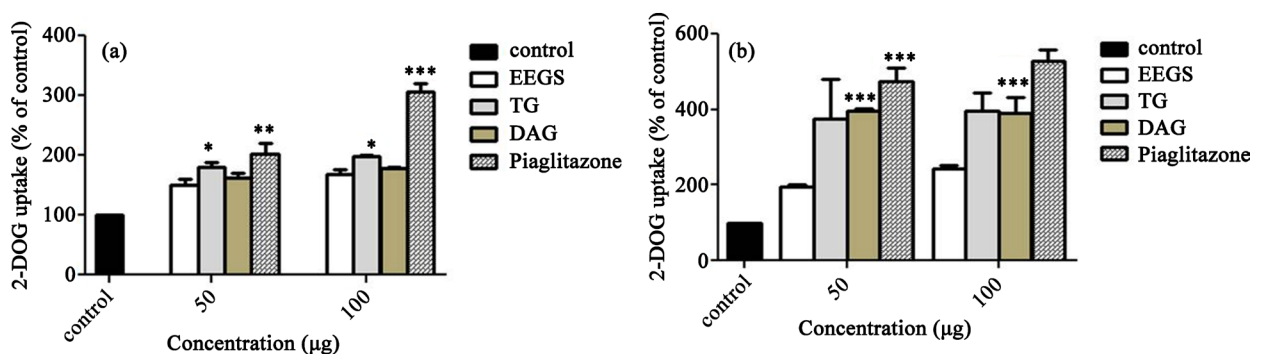 2-DOG uptake (% of control)
400
300
200
100
0
(a)
*
**
*
***
control
50
100
Concentration (µg)
control
EEGS
TG
DAG
Piaglitazone
2-DOG uptake (% of control)
600
400
200
0
(b)
***
***
***
control
50
100
Concentration (µg)
control
EEGS
TG
DAG
Piaglitazone